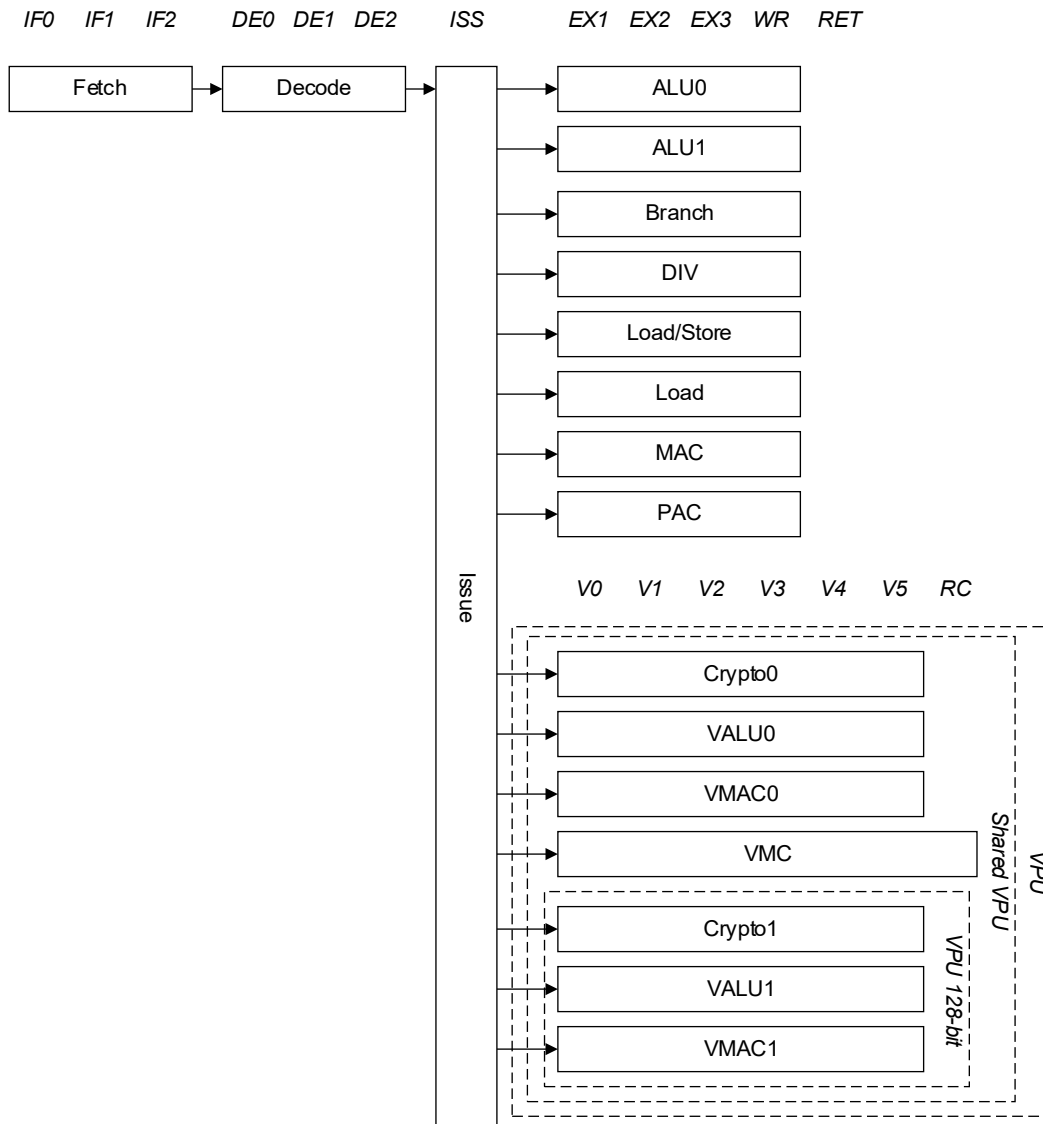 IF0 IF1 IF2 DE0 DE1 DE2 ISS EX1 EX2 EX3 WR RET
Fetch
Decode
Issue
ALU0
ALU1
Branch
DIV
Load/Store
Load
MAC
PAC
V0 V1 V2 V3 V4 V5 RC
Crypto0
VALU0
VMAC0
VMC
Crypto1
VALU1
VMAC1
VPU 128-bit
Shared VPU
VPU